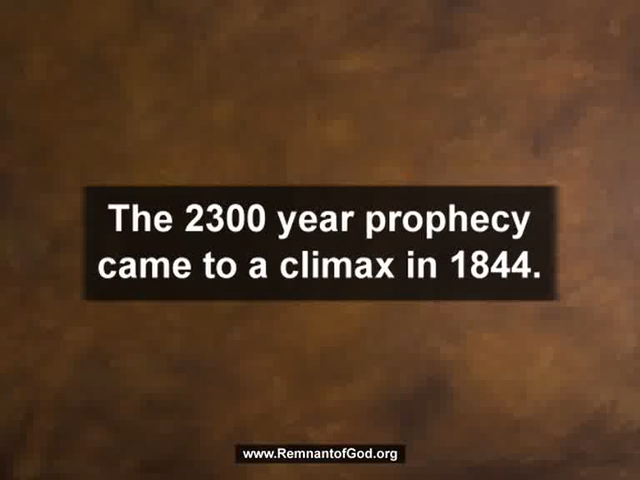 The 2300 year prophecy
came to a climax in 1844.
www.RemnantofGod.org